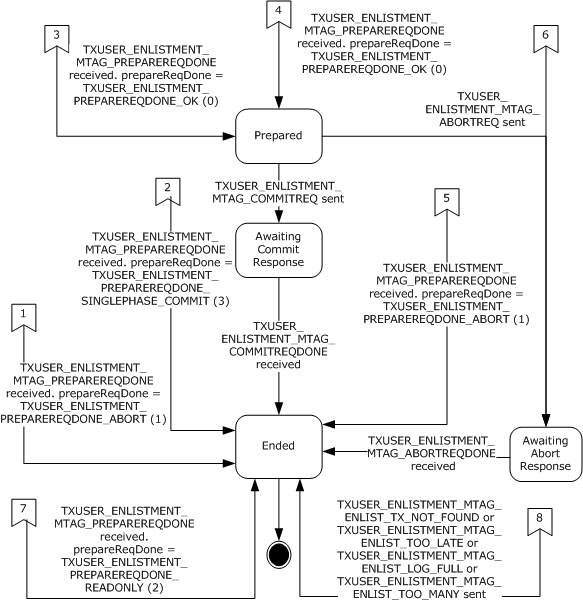 3
TXUSER_ENLISTMENT_
MTAG_PREPAREREQDONE
received. prepareReqDone =
TXUSER_ENLISTMENT_
PREPAREREQDONE_OK (0)
4
TXUSER_ENLISTMENT_
MTAG_PREPAREREQDONE
received. prepareReqDone =
TXUSER_ENLISTMENT_
PREPAREREQDONE_OK (0)
6
TXUSER_
ENLISTMENT_MTAG_
ABORTREQ sent
Prepared
TXUSER_ENLISTMENT_
MTAG_COMMITREQ sent
2
TXUSER_ENLISTMENT_
MTAG_PREPAREREQDONE
received. prepareReqDone =
TXUSER_ENLISTMENT_
PREPAREREQDONE_
SINGLEPHASE_COMMIT (3)
Awaiting
Commit
Response
5
TXUSER_ENLISTMENT_
MTAG_PREPAREREQDONE
received. prepareReqDone =
TXUSER_ENLISTMENT_
PREPAREREQDONE_ABORT (1)
1
TXUSER_ENLISTMENT_
MTAG_PREPAREREQDONE
received. prepareReqDone =
TXUSER_ENLISTMENT_
PREPAREREQDONE_ABORT (1)
TXUSER_
ENLISTMENT_MTAG_
COMMITREQDONE
received
Ended
TXUSER_ENLISTMENT_
MTAG_ABORTREQDONE
received
Awaiting
Abort
Response
7
TXUSER_ENLISTMENT_
MTAG_PREPAREREQDONE
received.
prepareReqDone =
TXUSER_ENLISTMENT_
PREPAREREQDONE_
READONLY (2)
TXUSER_ENLISTMENT_MTAG_
ENLIST_TX_NOT_FOUND or
TXUSER_ENLISTMENT_MTAG_
ENLIST_TOO_LATE or
TXUSER_ENLISTMENT_MTAG_
ENLIST_LOG_FULL or
TXUSER_ENLISTMENT_MTAG_
ENLIST_TOO_MANY sent
8